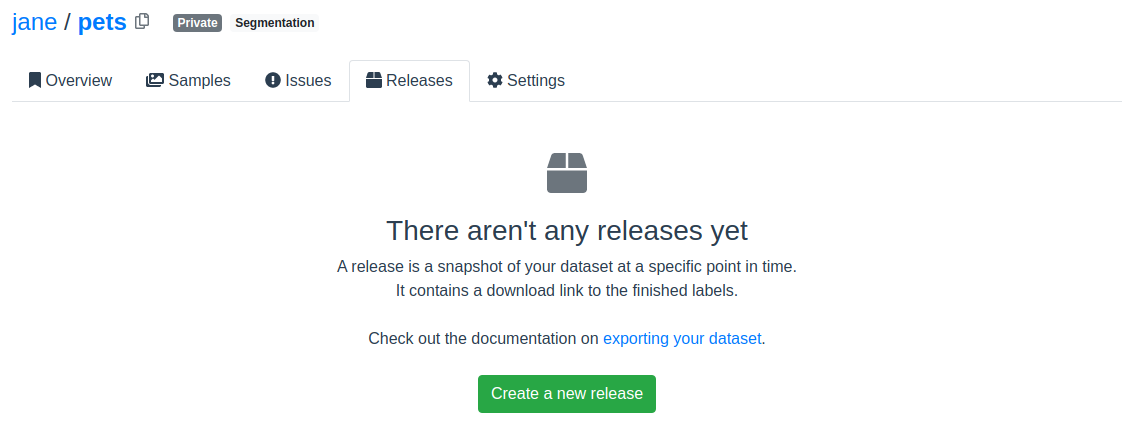 jane / pets Private Segmentation
Overview Samples Issues Releases Settings
There aren't any releases yet
A release is a snapshot of your dataset at a specific point in time.
It contains a download link to the finished labels.
Check out the documentation on exporting your dataset.
Create a new release